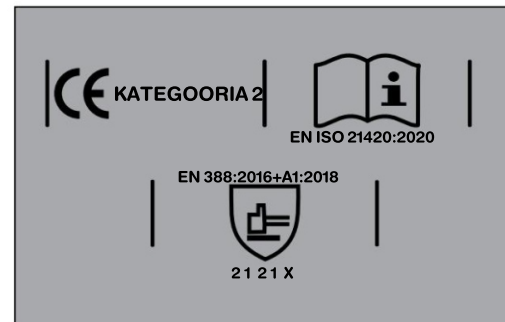 CE KATEGOORIA 2
i
EN ISO 21420:2020
EN 388:2016+A1:2018
2 1 2 1 X